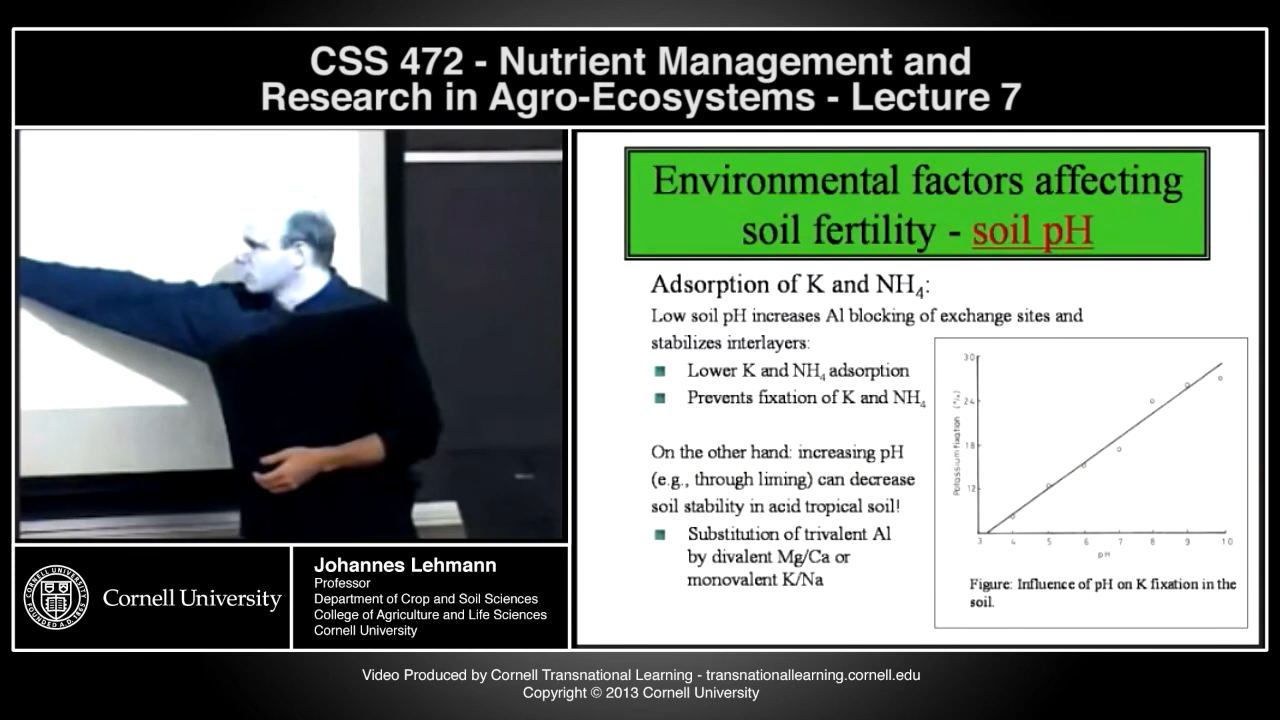 CSS 472 - Nutrient Management and
Research in Agro-Ecosystems - Lecture 7
Environmental factors affecting
soil fertility - soil pH
Adsorption of K and NH4:
Low soil pH increases Al blocking of exchange sites and
stabilizes interlayers:
Lower K and NH4 adsorption
Prevents fixation of K and NH4
On the other hand: increasing pH
(e.g., through liming) can decrease
soil stability in acid tropical soil!
Substitution of trivalent Al
by divalent Mg/Ca or
monovalent K/Na
30
24
18
12
Potassium fixation (%)
3 4 5 6 7 8 9 10
pH
Figure: Influence of pH on K fixation in the
soil.
Cornell University
Johannes Lehmann
Professor
Department of Crop and Soil Sciences
College of Agriculture and Life Sciences
Cornell University
Video Produced by Cornell Transnational Learning - transnationallearning.cornell.edu
Copyright © 2013 Cornell University